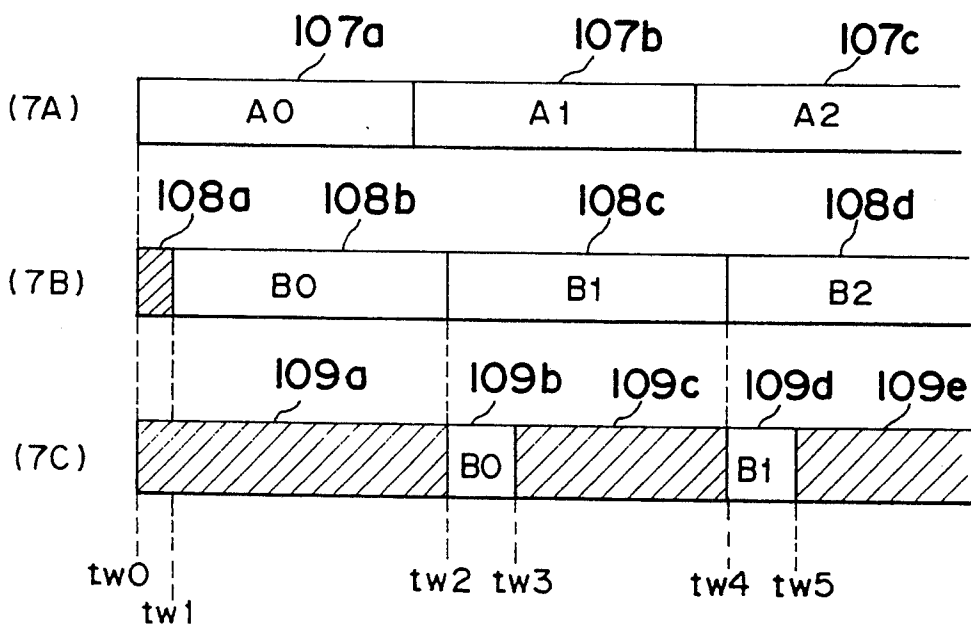 107a 107b 107c
(7A) A0 A1 A2
108a 108b 108c 108d
(7B) B0 B1 B2
109a 109b 109c 109d 109e
(7C) B0 B1
tw0 tw1 tw2 tw3 tw4 tw5